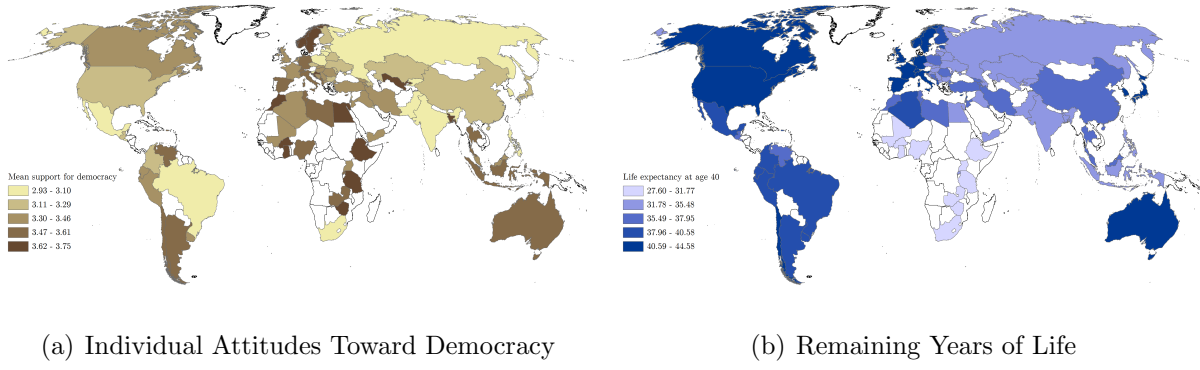 Mean support for democracy
2.93 - 3.10
3.11 - 3.29
3.30 - 3.46
3.47 - 3.61
3.62 - 3.75
(a) Individual Attitudes Toward Democracy
Life expectancy at age 40
27.60 - 31.77
31.78 - 35.48
35.49 - 37.95
37.96 - 40.58
40.59 - 44.58
(b) Remaining Years of Life